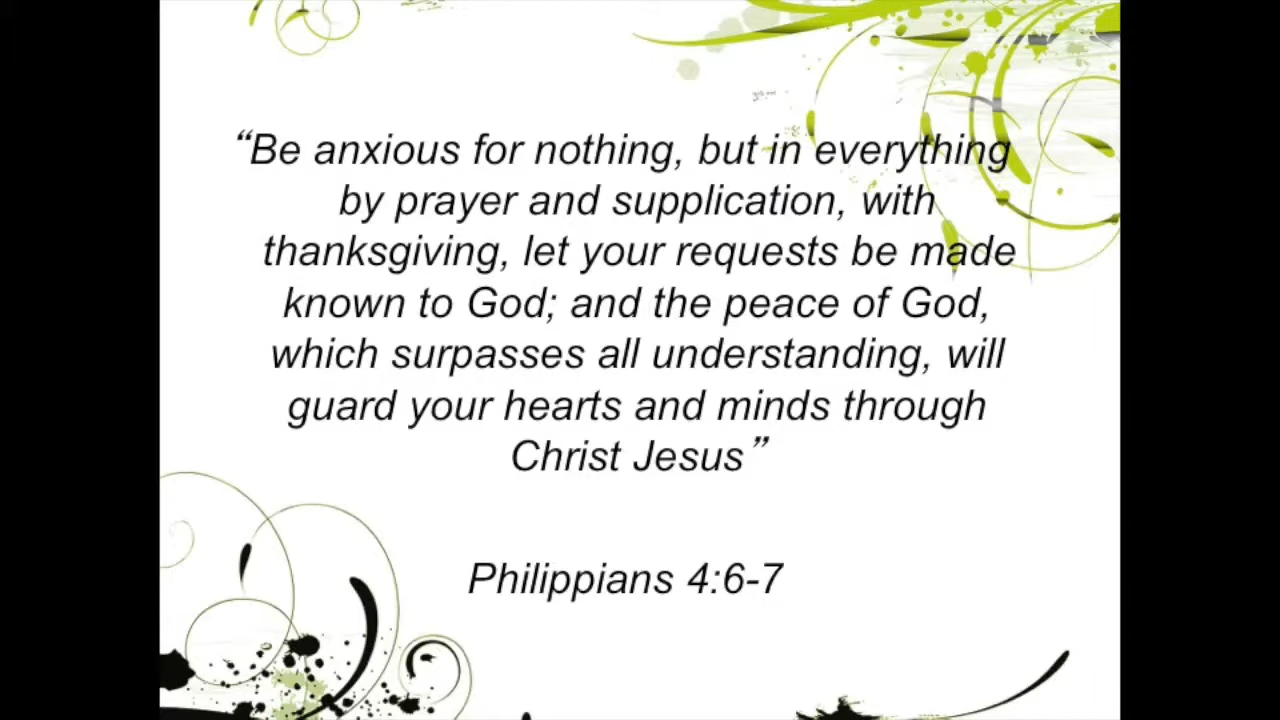 “Be anxious for nothing, but in everything
by prayer and supplication, with
thanksgiving, let your requests be made
known to God; and the peace of God,
which surpasses all understanding, will
guard your hearts and minds through
Christ Jesus”
Philippians 4:6-7